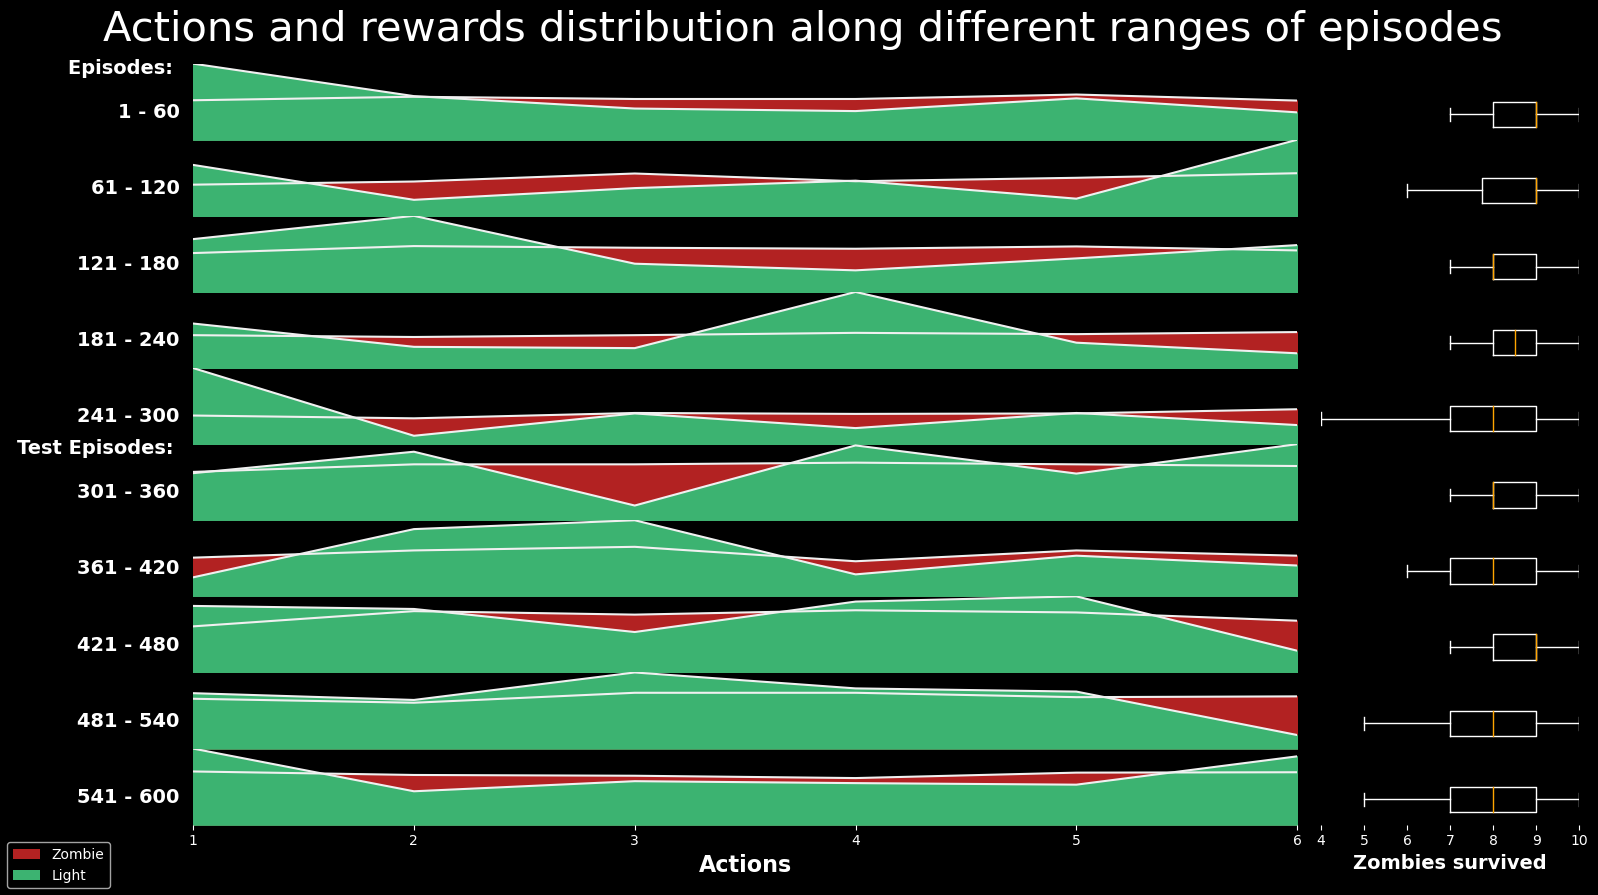 Actions and rewards distribution along different ranges of episodes
Episodes:
1 - 60
61 - 120
121 - 180
181 - 240
241 - 300
Test Episodes:
301 - 360
361 - 420
421 - 480
481 - 540
541 - 600
1 2 3 4 5 6
4 5 6 7 8 9 10
Actions
Zombies survived
Zombie
Light